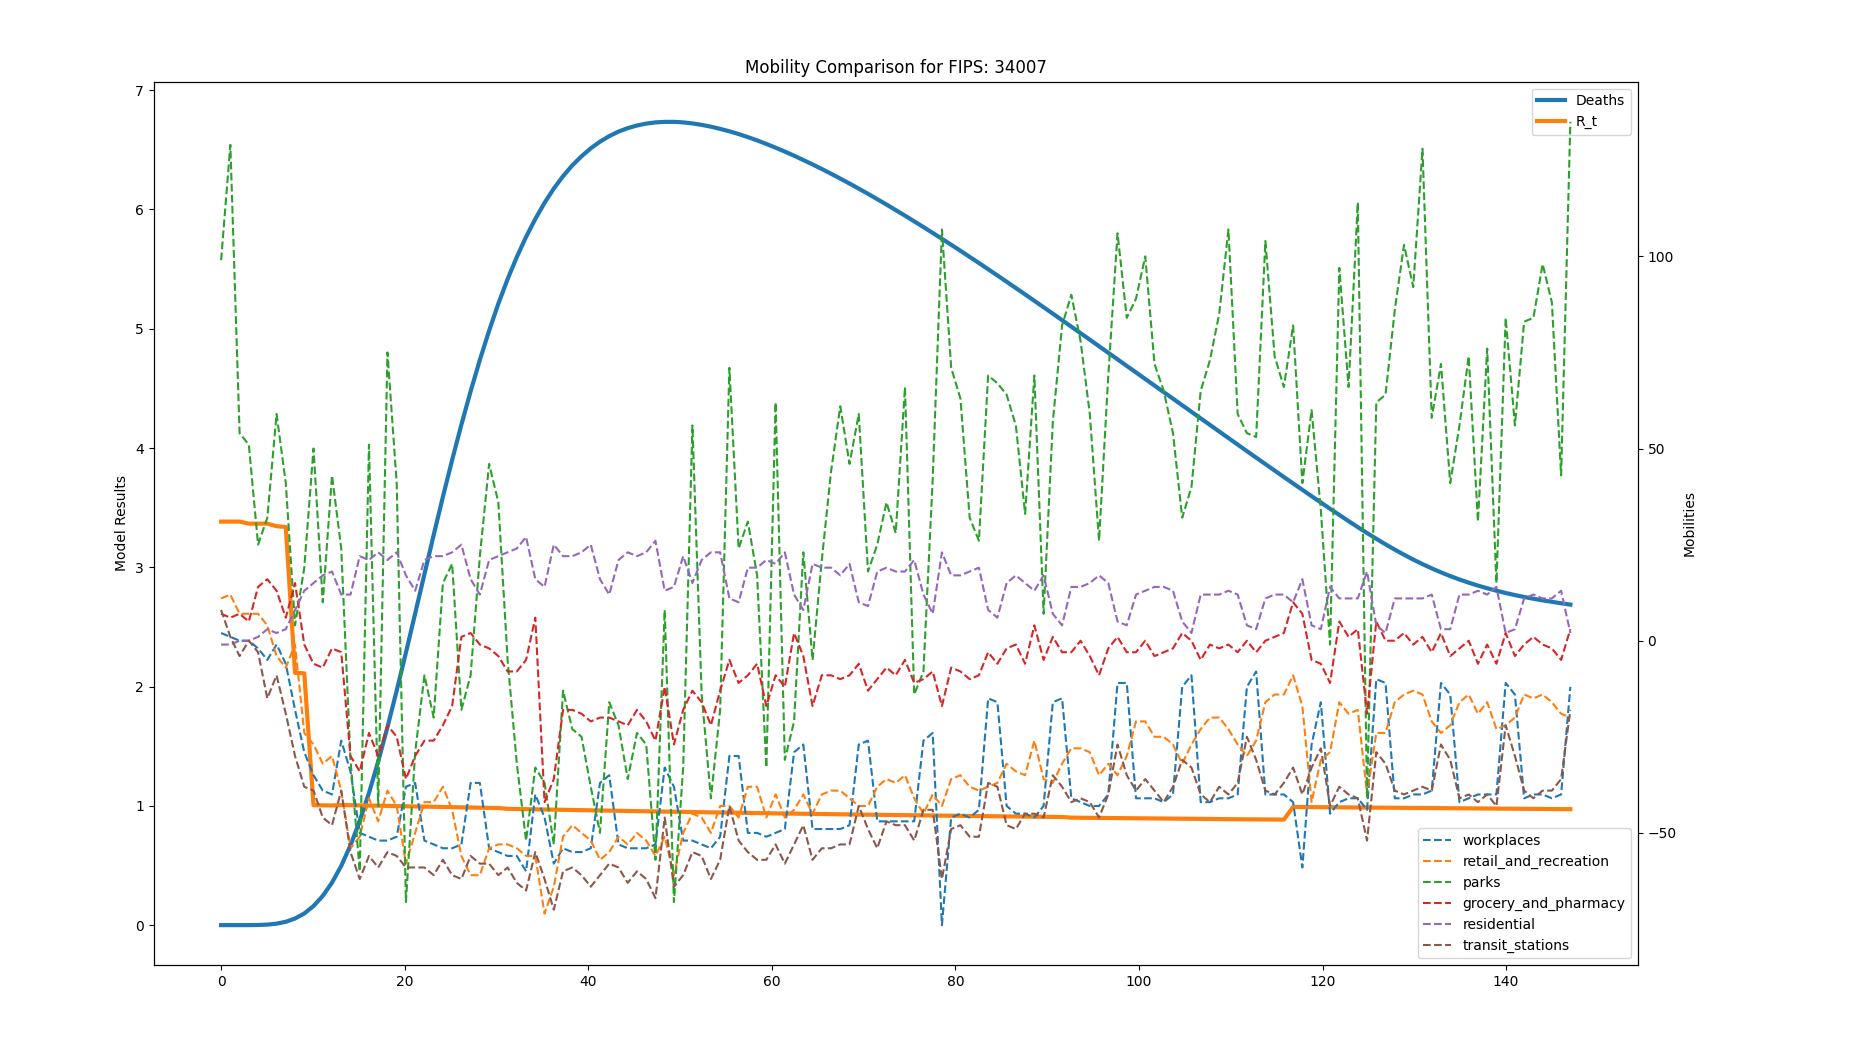 Mobility Comparison for FIPS: 34007
Deaths
R_t
7
6
5
4
3
2
1
0
Model Results
100
50
0
−50
Mobilities
workplaces
retail_and_recreation
parks
grocery_and_pharmacy
residential
transit_stations
0 20 40 60 80 100 120 140